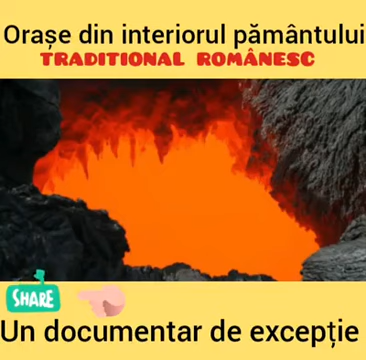 Orașe din interiorul pământului
TRADITIONAL ROMÂNESC
SHARE
Un documentar de excepție